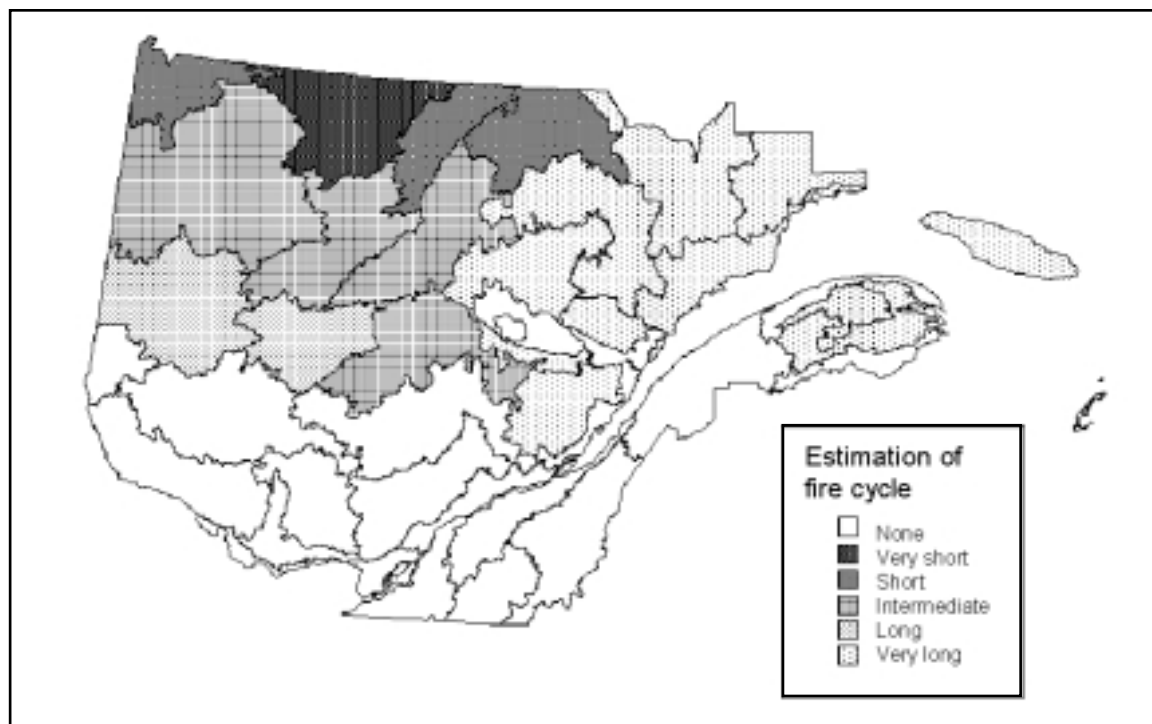 Estimation of
fire cycle
None
Very short
Short
Intermediate
Long
Very long